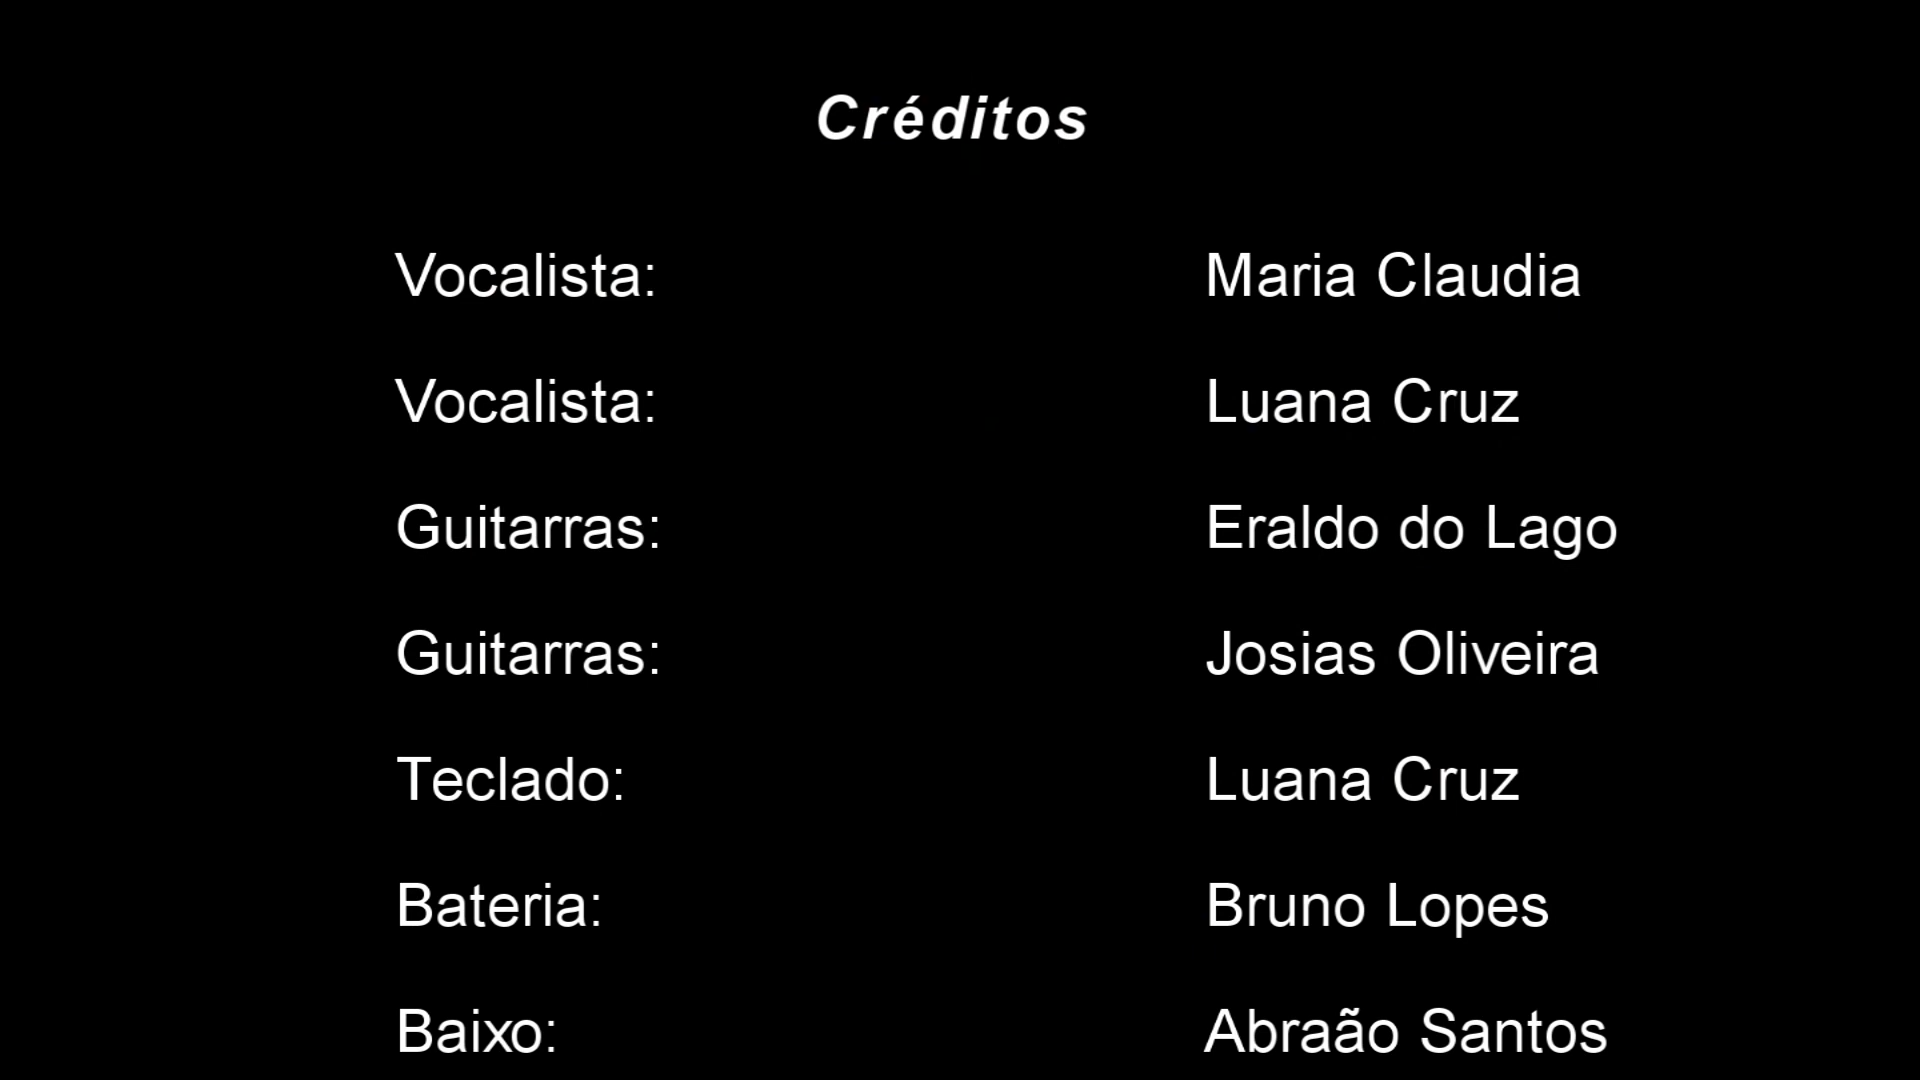 Créditos
Vocalista: Maria Claudia
Vocalista: Luana Cruz
Guitarras: Eraldo do Lago
Guitarras: Josias Oliveira
Teclado: Luana Cruz
Bateria: Bruno Lopes
Baixo: Abraão Santos